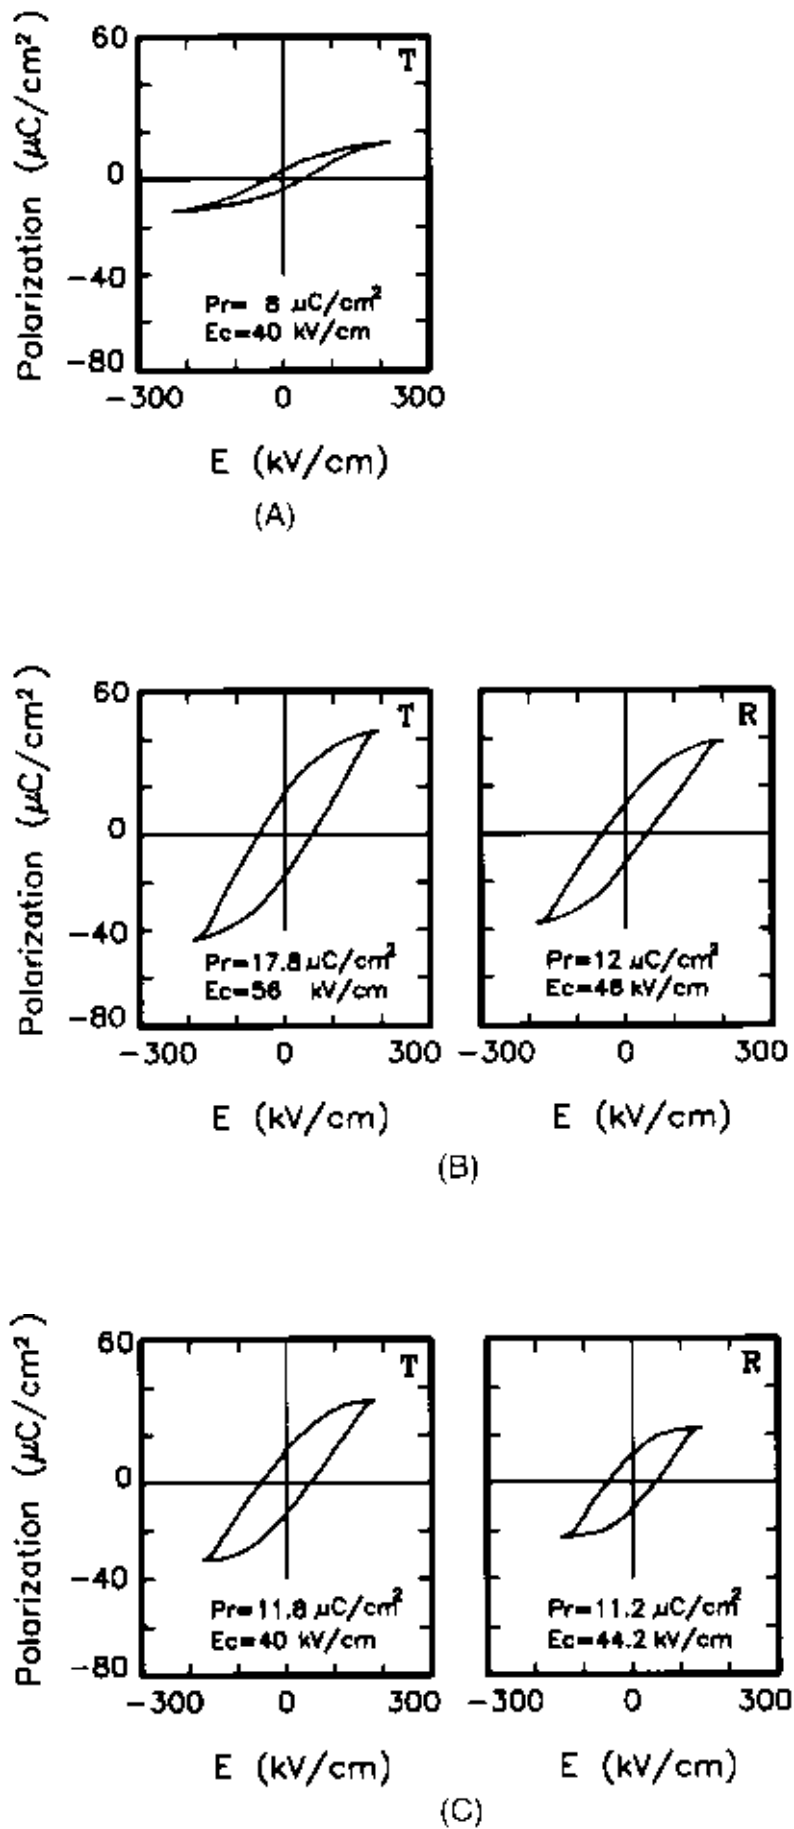 60
T
Polarization (μC/cm²)
0
−40
Pr= 8 μC/cm²
Ec=40 kV/cm
−80
−300 0 300
E (kV/cm)
(A)
60
T R
Polarization (μC/cm²)
0
−40
Pr=17.8 μC/cm² Pr=12 μC/cm²
Ec=56 kV/cm Ec=46 kV/cm
−80
−300 0 300 −300 0 300
E (kV/cm) E (kV/cm)
(B)
60
T R
Polarization (μC/cm²)
0
−40
Pr=11.8 μC/cm² Pr=11.2 μC/cm²
Ec=40 kV/cm Ec=44.2 kV/cm
−80
−300 0 300 −300 0 300
E (kV/cm) E (kV/cm)
(C)